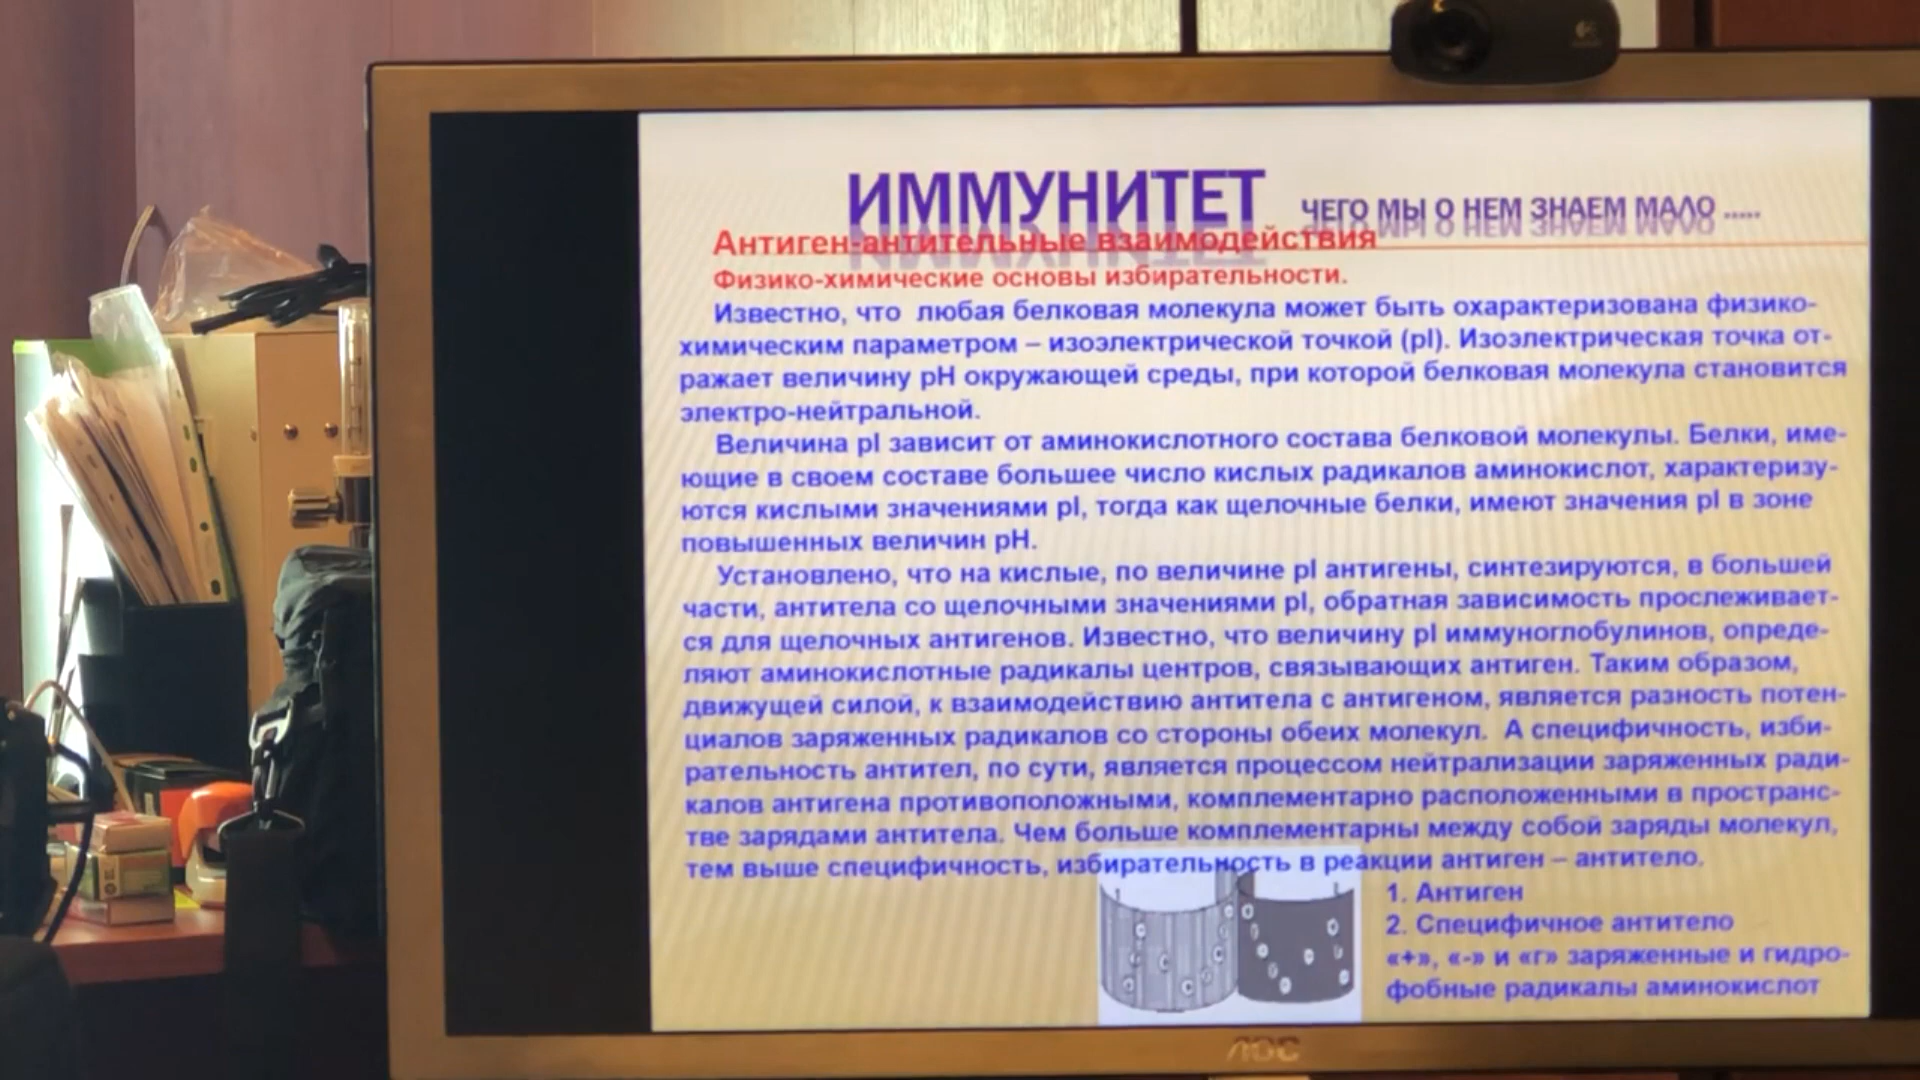 ИММУНИТЕТ ЧЕГО МЫ О НЕМ ЗНАЕМ МАЛО .....
Антиген-антительные взаимодействия
Физико-химические основы избирательности.
Известно, что любая белковая молекула может быть охарактеризована физико-
химическим параметром – изоэлектрической точкой (pI). Изоэлектрическая точка от-
ражает величину pH окружающей среды, при которой белковая молекула становится
электро-нейтральной.
Величина pI зависит от аминокислотного состава белковой молекулы. Белки, име-
ющие в своем составе большее число кислых радикалов аминокислот, характеризу-
ются кислыми значениями pI, тогда как щелочные белки, имеют значения pI в зоне
повышенных величин pH.
Установлено, что на кислые, по величине pI антигены, синтезируются, в большей
части, антитела со щелочными значениями pI, обратная зависимость прослеживает-
ся для щелочных антигенов. Известно, что величину pI иммуноглобулинов, опреде-
ляют аминокислотные радикалы центров, связывающих антиген. Таким образом,
движущей силой, к взаимодействию антитела с антигеном, является разность потен-
циалов заряженных радикалов со стороны обеих молекул. А специфичность, изби-
рательность антител, по сути, является процессом нейтрализации заряженных ради-
калов антигена противоположными, комплементарно расположенными в пространс-
тве зарядами антитела. Чем больше комплементарны между собой заряды молекул,
тем выше специфичность, избирательность в реакции антиген – антитело.
1. Антиген
2. Специфичное антитело
«+», «-» и «г» заряженные и гидро-
фобные радикалы аминокислот
AOC